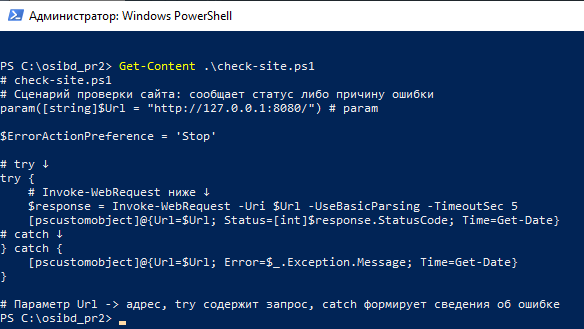 Администратор: Windows PowerShell
PS C:\osibd_pr2> Get-Content .\check-site.ps1
# check-site.ps1
# Сценарий проверки сайта: сообщает статус либо причину ошибки
param([string]$Url = "http://127.0.0.1:8080/") # param

$ErrorActionPreference = 'Stop'

# try ↓
try {
    # Invoke-WebRequest ниже ↓
    $response = Invoke-WebRequest -Uri $Url -UseBasicParsing -TimeoutSec 5
    [pscustomobject]@{Url=$Url; Status=[int]$response.StatusCode; Time=Get-Date}
# catch ↓
} catch {
    [pscustomobject]@{Url=$Url; Error=$_.Exception.Message; Time=Get-Date}
}

# Параметр Url -> адрес, try содержит запрос, catch формирует сведения об ошибке
PS C:\osibd_pr2> _